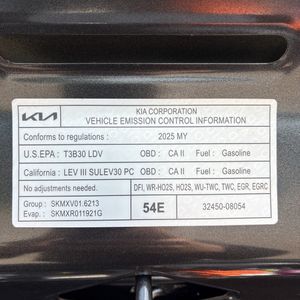 KIA
KIA CORPORATION
VEHICLE EMISSION CONTROL INFORMATION
Conforms to regulations : 2025 MY
U.S.EPA : T3B30 LDV OBD : CA II Fuel : Gasoline
California : LEV III SULEV30 PC OBD : CA II Fuel : Gasoline
No adjustments needed. DFI, WR-HO2S, HO2S, WU-TWC, TWC, EGR, EGRC
Group : SKMXV01.6213
Evap. : SKMXR011921G
54E 32450-08054